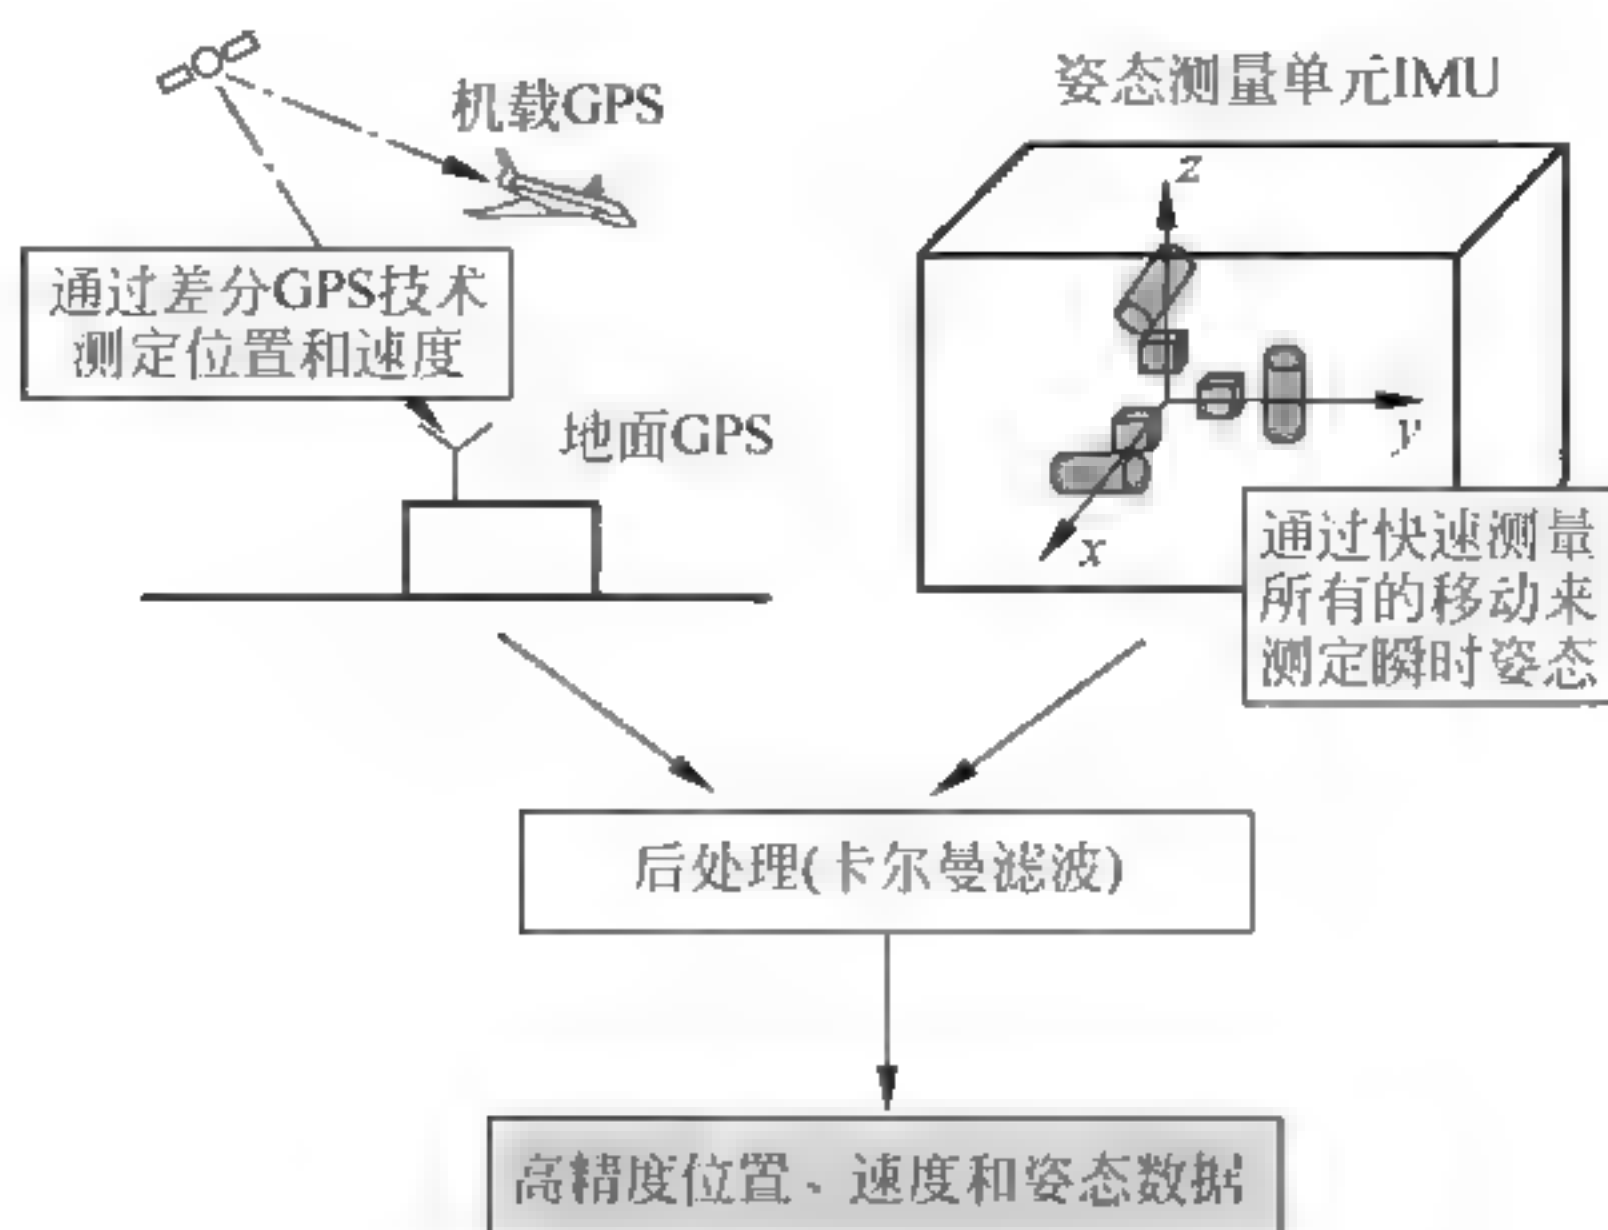 机载GPS
通过差分GPS技术
测定位置和速度
地面GPS
姿态测量单元IMU
z
y
x
通过快速测量
所有的移动来
测定瞬时姿态
后处理(卡尔曼滤波)
高精度位置、速度和姿态数据